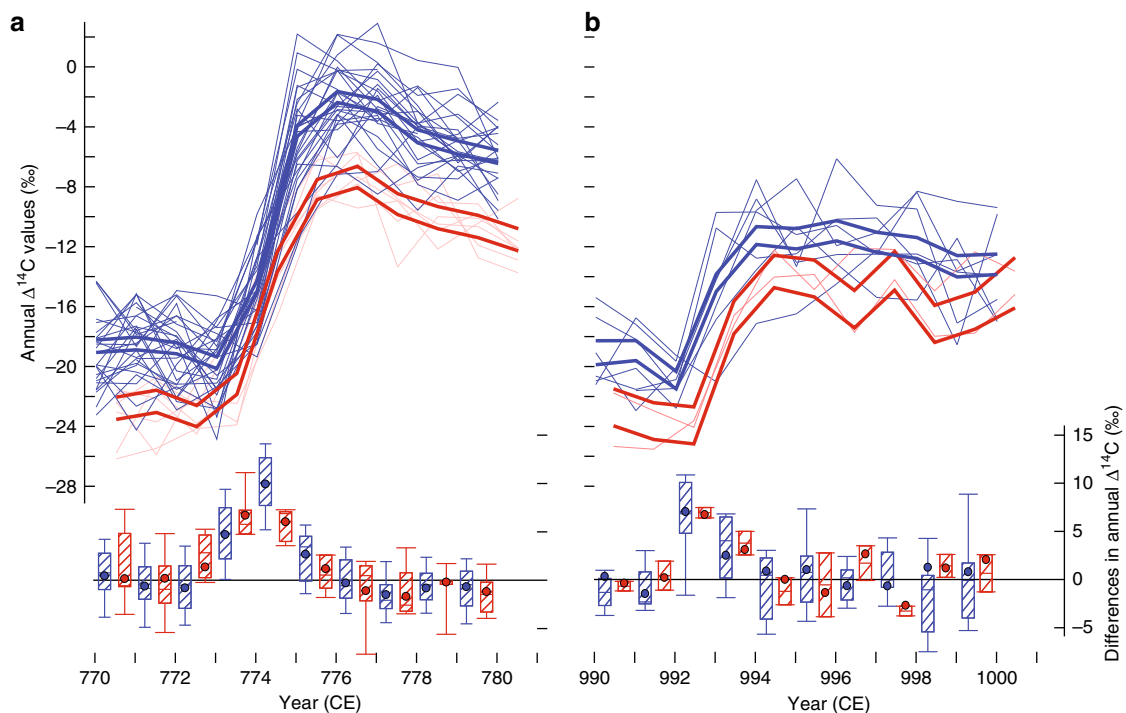 a
b
0
−4
−8
−12
−16
−20
−24
−28
Annual Δ¹⁴C values (‰)
15
10
5
0
−5
Differences in annual Δ¹⁴C (‰)
770 772 774 776 778 780
Year (CE)
990 992 994 996 998 1000
Year (CE)